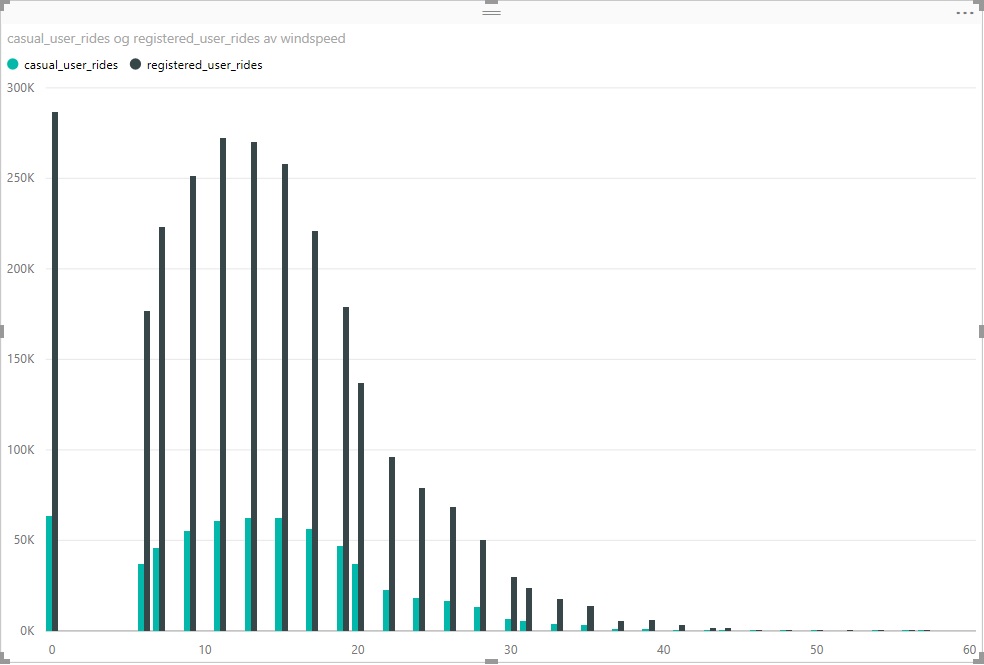 casual_user_rides og registered_user_rides av windspeed
casual_user_rides registered_user_rides
300K
250K
200K
150K
100K
50K
0K
0 10 20 30 40 50 60